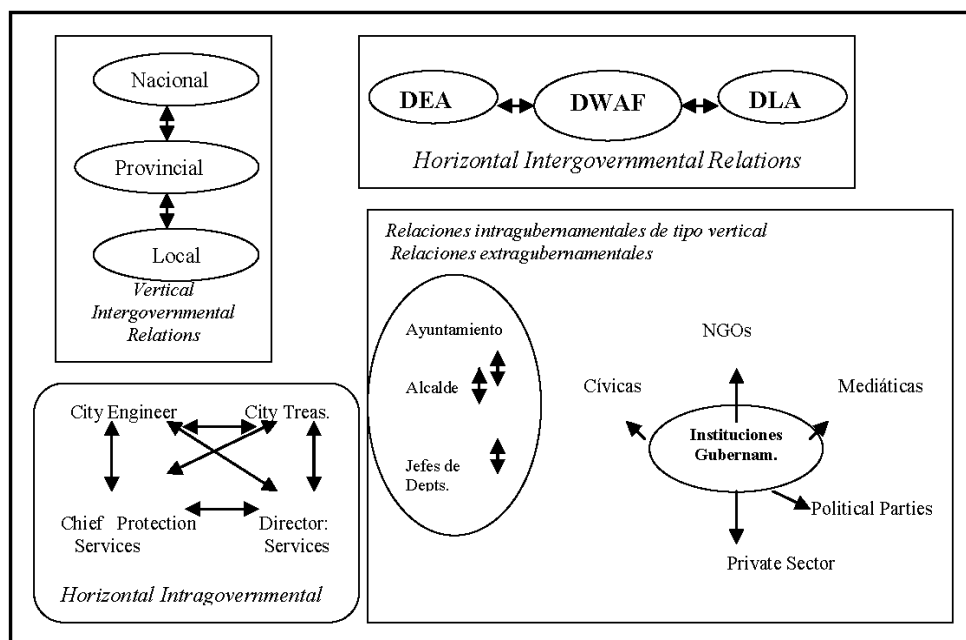 Nacional
Provincial
Local
Vertical
Intergovernmental
Relations
DEA
DWAF
DLA
Horizontal Intergovernmental Relations
Relaciones intragubernamentales de tipo vertical
Relaciones extragubernamentales
Ayuntamiento
Alcalde
Jefes de
Depts.
NGOs
Cívicas
Mediáticas
Instituciones
Gubernam.
Political Parties
Private Sector
City Engineer
City Treas.
Chief Protection
Services
Director:
Services
Horizontal Intragovernmental